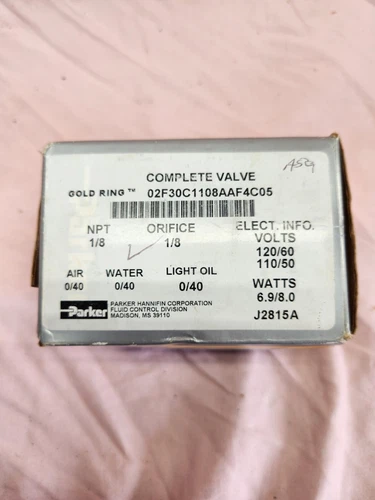 COMPLETE VALVE
GOLD RING™ 02F30C1108AAF4C05
NPT ORIFICE ELECT. INFO.
1/8 1/8 VOLTS
120/60
110/50
AIR WATER LIGHT OIL WATTS
0/40 0/40 0/40 6.9/8.0
Parker PARKER HANNIFIN CORPORATION
FLUID CONTROL DIVISION
MADISON, MS 39110
J2815A